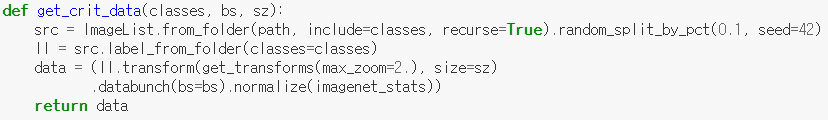 def get_crit_data(classes, bs, sz):
    src = ImageList.from_folder(path, include=classes, recurse=True).random_split_by_pct(0.1, seed=42)
    ll = src.label_from_folder(classes=classes)
    data = (ll.transform(get_transforms(max_zoom=2.), size=sz)
           .databunch(bs=bs).normalize(imagenet_stats))
    return data